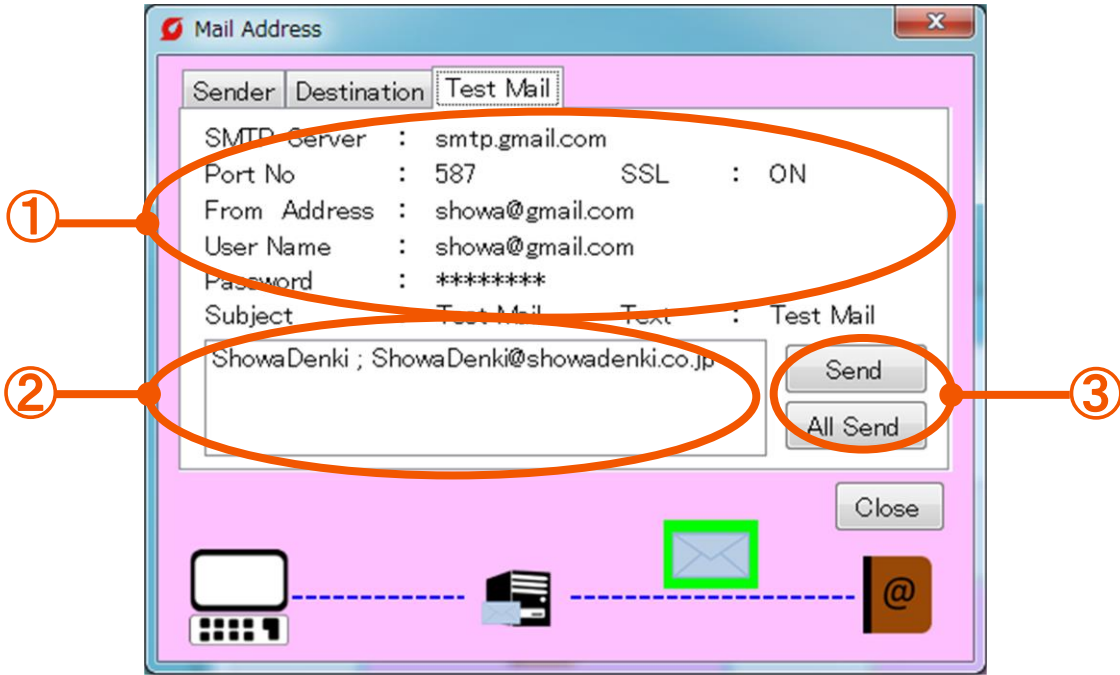 Mail Address
x
Sender Destination Test Mail
SMTP Server : smtp.gmail.com
Port No : 587 SSL : ON
From Address : showa@gmail.com
User Name : showa@gmail.com
Password : ********
Subject Test Mail Text : Test Mail
ShowaDenki ; ShowaDenki@showadenki.co.jp
Send
All Send
Close
@
①
②
③